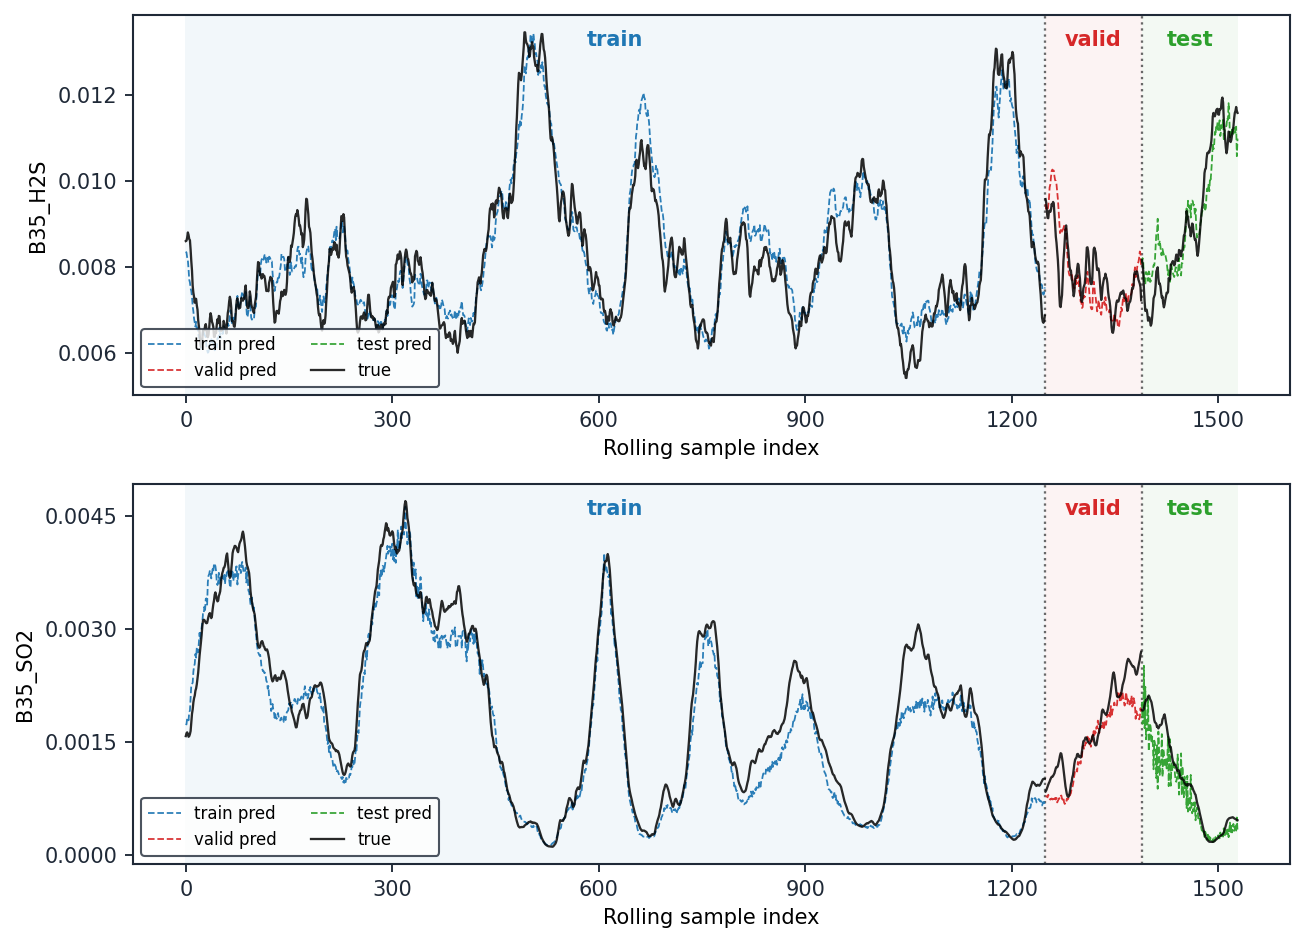 train
valid
test
0.012
0.010
0.008
0.006
B35_H2S
train pred
test pred
valid pred
true
0
300
600
900
1200
1500
Rolling sample index
train
valid
test
0.0045
0.0030
0.0015
0.0000
B35_SO2
train pred
test pred
valid pred
true
0
300
600
900
1200
1500
Rolling sample index